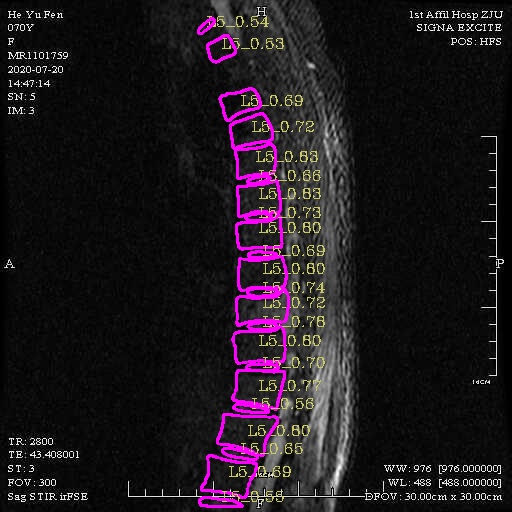 He Yu Fen
070Y
F
MR1101759
2020-07-20
14:47:14
SN: 5
IM: 3
H
1st Affil Hosp ZJU
SIGNA EXCITE
POS: HFS
L5_0.54
L5_0.53
L5_0.69
L5_0.72
L5_0.63
L5_0.66
L5_0.83
L5_0.73
L5_0.80
L5_0.69
A
P
L5_0.80
L5_0.74
L5_0.72
L5_0.78
L5_0.80
L5_0.70
L5_0.77
L5_0.56
L5_0.80
L5_0.65
L5_0.69
L5_0.58
10CM
TR: 2800
TE: 43.408001
ST: 3
FOV: 300
Sag STIR irFSE
F
WW: 976 [976.000000]
WL: 488 [488.000000]
DFOV: 30.00cm x 30.00cm